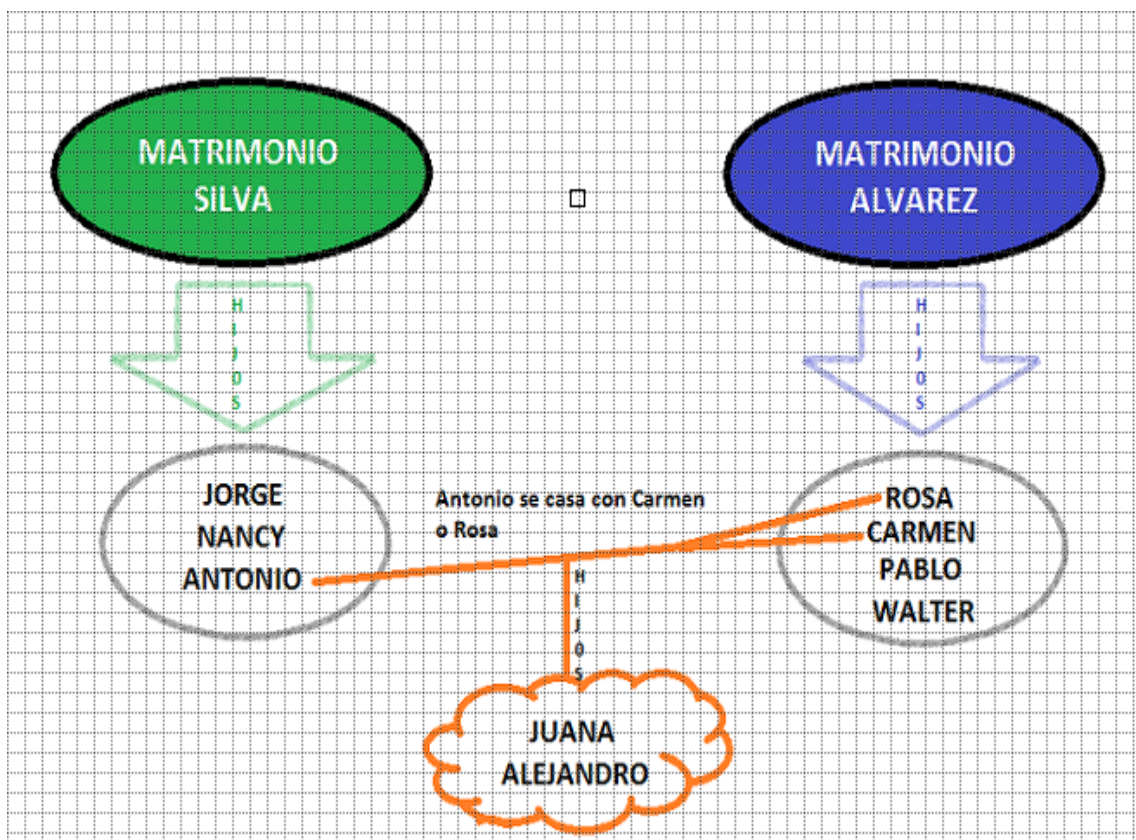 MATRIMONIO
SILVA
MATRIMONIO
ALVAREZ
H
I
J
O
S
H
I
J
O
S
JORGE
NANCY
ANTONIO
Antonio se casa con Carmen
o Rosa
ROSA
CARMEN
PABLO
WALTER
H
I
J
O
S
JUANA
ALEJANDRO